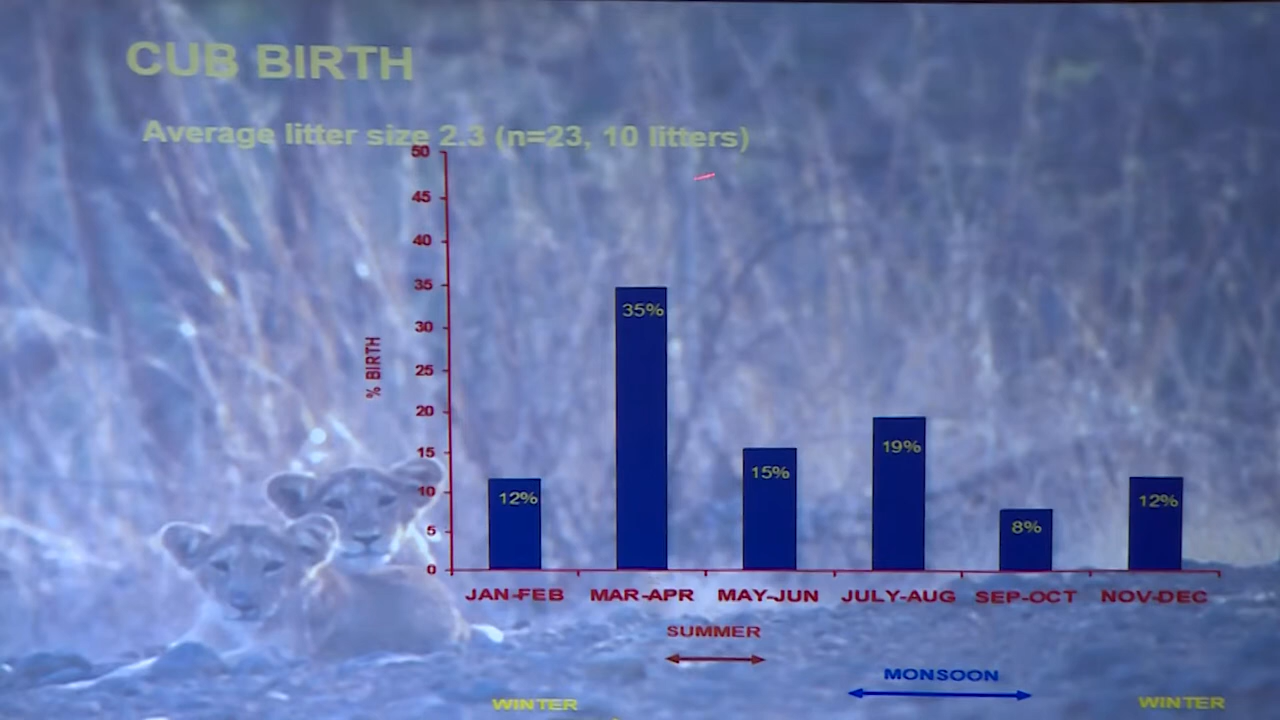 CUB BIRTH
Average litter size 2.3 (n=23, 10 litters)
50
45
40
35
30
25
20
15
10
5
0
% BIRTH
12%
35%
15%
19%
8%
12%
JAN-FEB MAR-APR MAY-JUN JULY-AUG SEP-OCT NOV-DEC
SUMMER
MONSOON
WINTER WINTER